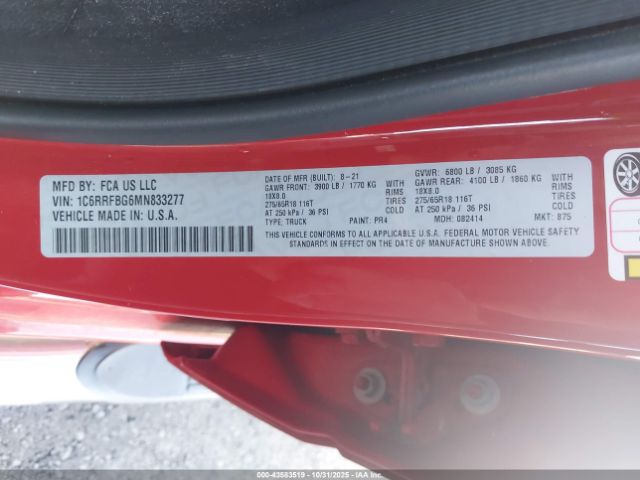 MFD BY: FCA US LLC
VIN: 1C6RRFBG6MN833277
VEHICLE MADE IN U.S.A.
DATE OF MFR (BUILT): 8-21
GAWR FRONT: 3900 LB / 1770 KG WITH
18X8.0 RIMS
275/65R18 116T TIRES
AT 250 kPa / 36 PSI COLD
TYPE: TRUCK PAINT: PR4
GVWR: 6800 LB / 3085 KG
GAWR REAR: 4100 LB / 1860 KG WITH
18X8.0 RIMS
275/65R18 116T TIRES
AT 250 kPa / 36 PSI COLD
MDH: 082414 MKT: 875
THIS VEHICLE CONFORMS TO ALL APPLICABLE U.S.A. FEDERAL MOTOR VEHICLE SAFETY
STANDARDS IN EFFECT ON THE DATE OF MANUFACTURE SHOWN ABOVE
000-43583519 | 10/31/2025 - iaai.com